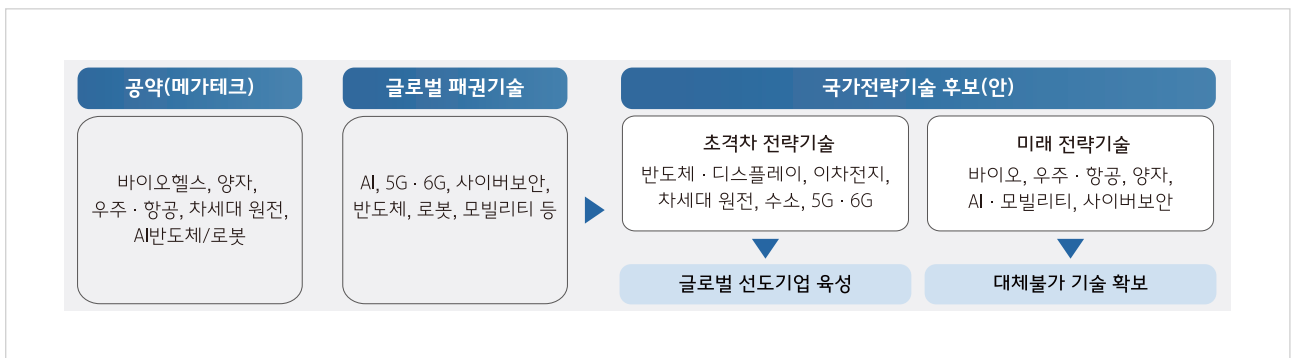 공약(메가테크)
바이오헬스, 양자,
우주 · 항공, 차세대 원전,
AI반도체/로봇
글로벌 패권기술
AI, 5G · 6G, 사이버보안,
반도체, 로봇, 모빌리티 등
국가전략기술 후보(안)
초격차 전략기술
반도체 · 디스플레이, 이차전지,
차세대 원전, 수소, 5G · 6G
글로벌 선도기업 육성
미래 전략기술
바이오, 우주 · 항공, 양자,
AI · 모빌리티, 사이버보안
대체불가 기술 확보